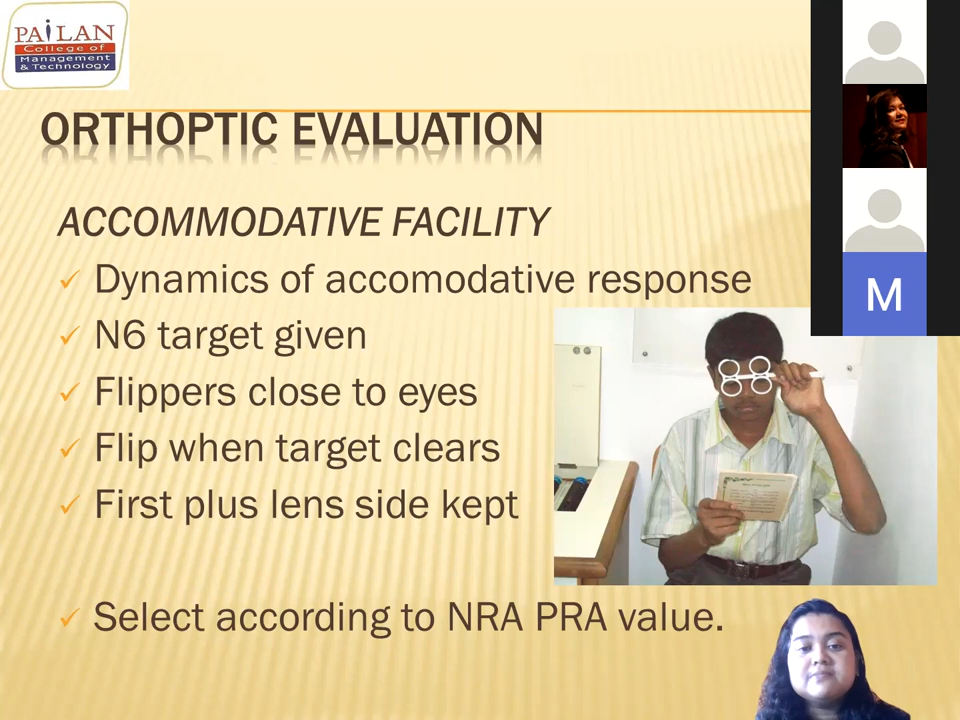 PAiLAN
College of
Management
& Technology
ORTHOPTIC EVALUATION
ACCOMMODATIVE FACILITY
Dynamics of accomodative response
N6 target given
Flippers close to eyes
Flip when target clears
First plus lens side kept
Select according to NRA PRA value.
M